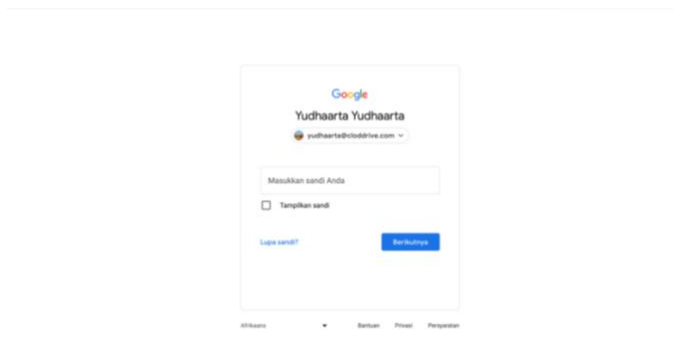 Google
Yudhaarta Yudhaarta
yudhaarta@cloddrive.com
Masukkan sandi Anda
Tampilkan sandi
Lupa sandi?
Berikutnya
Afrikaans Bantuan Privasi Persyaratan